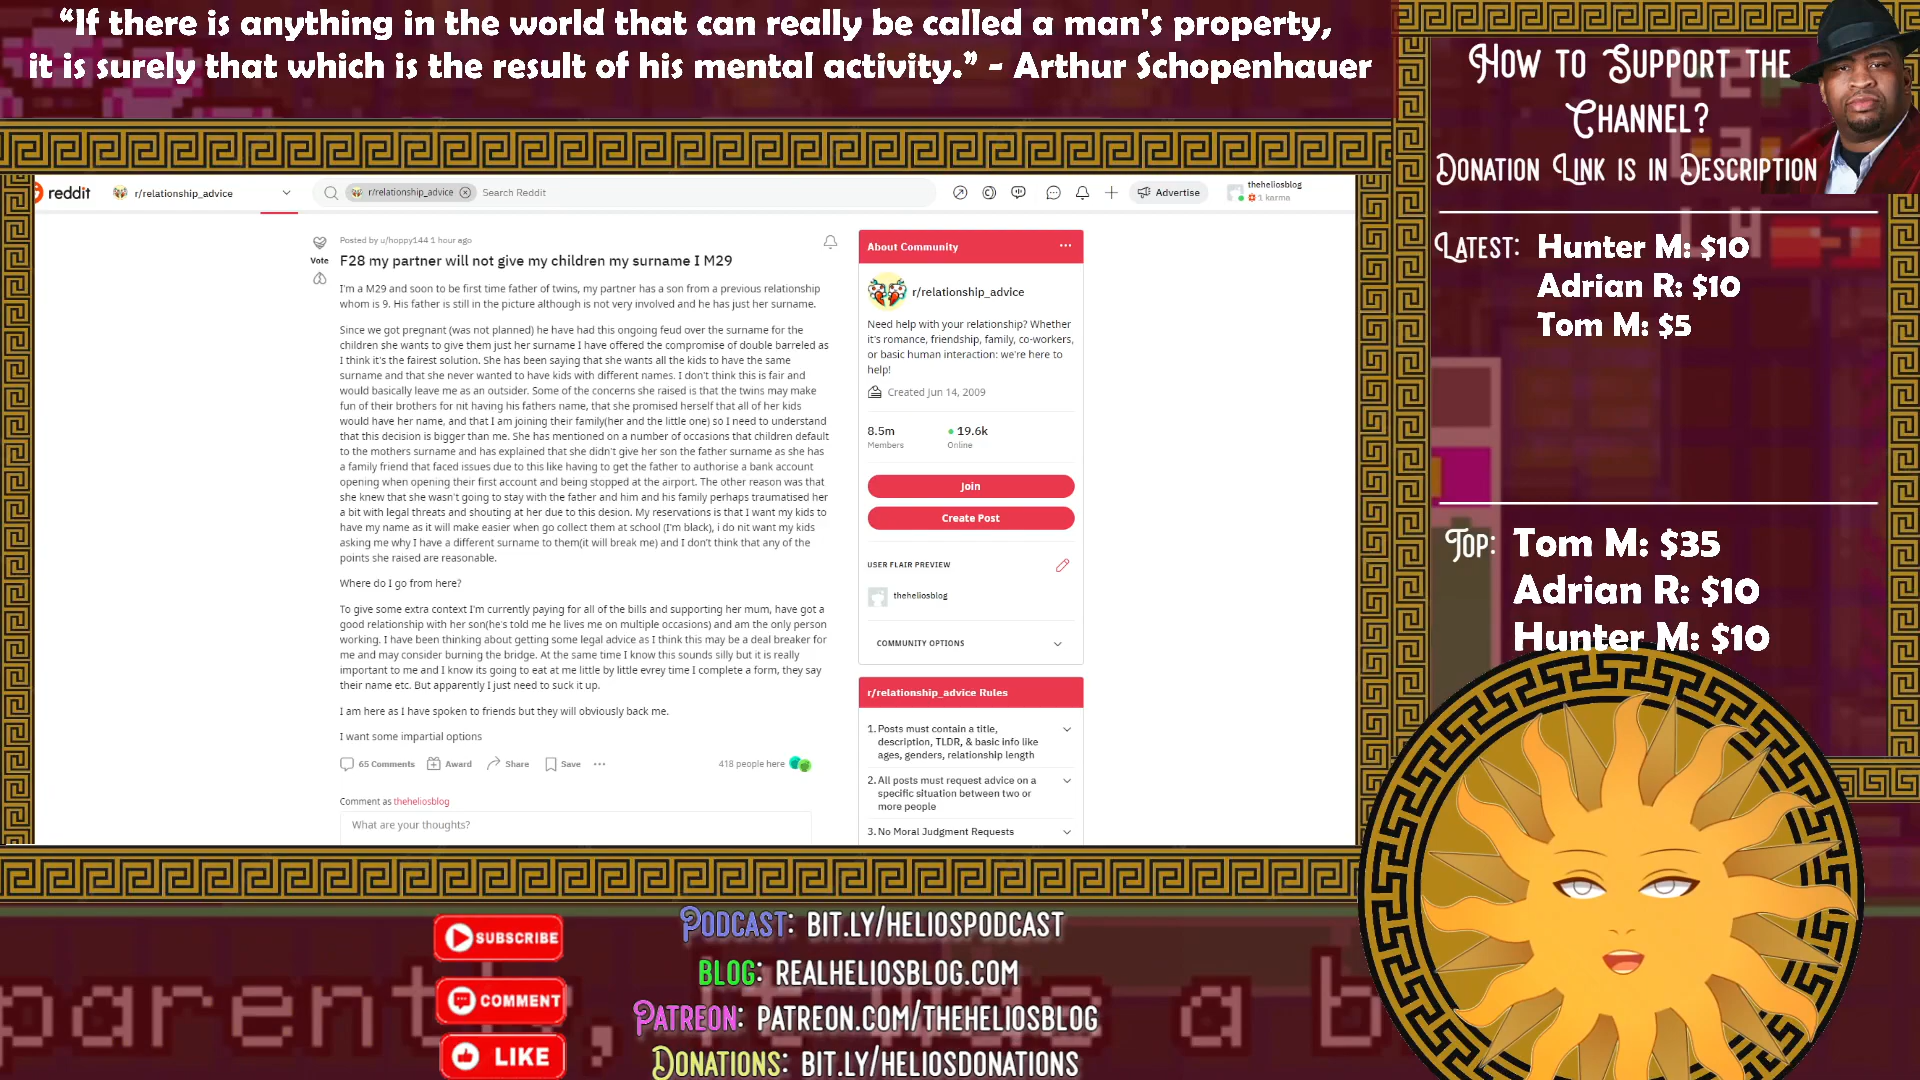 “If there is anything in the world that can really be called a man's property,
it is surely that which is the result of his mental activity.” - Arthur Schopenhauer
How to Support the
Channel?
Donation Link is in Description
Latest: Hunter M: $10
Adrian R: $10
Tom M: $5
Top: Tom M: $35
Adrian R: $10
Hunter M: $10
reddit
r/relationship_advice
r/relationship_advice
Search Reddit
Advertise
theheliosblog
1 karma
Posted by u/hoppy144 1 hour ago
Vote
F28 my partner will not give my children my surname I M29
I'm a M29 and soon to be first time father of twins, my partner has a son from a previous relationship
whom is 9. His father is still in the picture although is not very involved and he has just her surname.
Since we got pregnant (was not planned) he have had this ongoing feud over the surname for the
children she wants to give them just her surname I have offered the compromise of double barreled as
I think it's the fairest solution. She has been saying that she wants all the kids to have the same
surname and that she never wanted to have kids with different names. I don't think this is fair and
would basically leave me as an outsider. Some of the concerns she raised is that the twins may make
fun of their brothers for nit having his fathers name, that she promised herself that all of her kids
would have her name, and that I am joining their family(her and the little one) so I need to understand
that this decision is bigger than me. She has mentioned on a number of occasions that children default
to the mothers surname and has explained that she didn't give her son the father surname as she has
a family friend that faced issues due to this like having to get the father to authorise a bank account
opening when opening their first account and being stopped at the airport. The other reason was that
she knew that she wasn't going to stay with the father and him and his family perhaps traumatised her
a bit with legal threats and shouting at her due to this desion. My reservations is that I want my kids to
have my name as it will make easier when go collect them at school (I'm black), i do nit want my kids
asking me why I have a different surname to them(it will break me) and I don't think that any of the
points she raised are reasonable.
Where do I go from here?
To give some extra context I'm currently paying for all of the bills and supporting her mum, have got a
good relationship with her son(he's told me he lives me on multiple occasions) and am the only person
working. I have been thinking about getting some legal advice as I think this may be a deal breaker for
me and may consider burning the bridge. At the same time I know this sounds silly but it is really
important to me and I know its going to eat at me little by little evrey time I complete a form, they say
their name etc. But apparently I just need to suck it up.
I am here as I have spoken to friends but they will obviously back me.
I want some impartial options
65 Comments
Award
Share
Save
418 people here
Comment as theheliosblog
What are your thoughts?
About Community
r/relationship_advice
Need help with your relationship? Whether
it's romance, friendship, family, co-workers,
or basic human interaction: we're here to
help!
Created Jun 14, 2009
8.5m
Members
19.6k
Online
Join
Create Post
USER FLAIR PREVIEW
theheliosblog
COMMUNITY OPTIONS
r/relationship_advice Rules
1. Posts must contain a title,
description, TLDR, & basic info like
ages, genders, relationship length
2. All posts must request advice on a
specific situation between two or
more people
3. No Moral Judgment Requests
SUBSCRIBE
COMMENT
LIKE
Podcast: bit.ly/heliospodcast
Blog: realheliosblog.com
Patreon: patreon.com/theheliosblog
Donations: bit.ly/heliosdonations